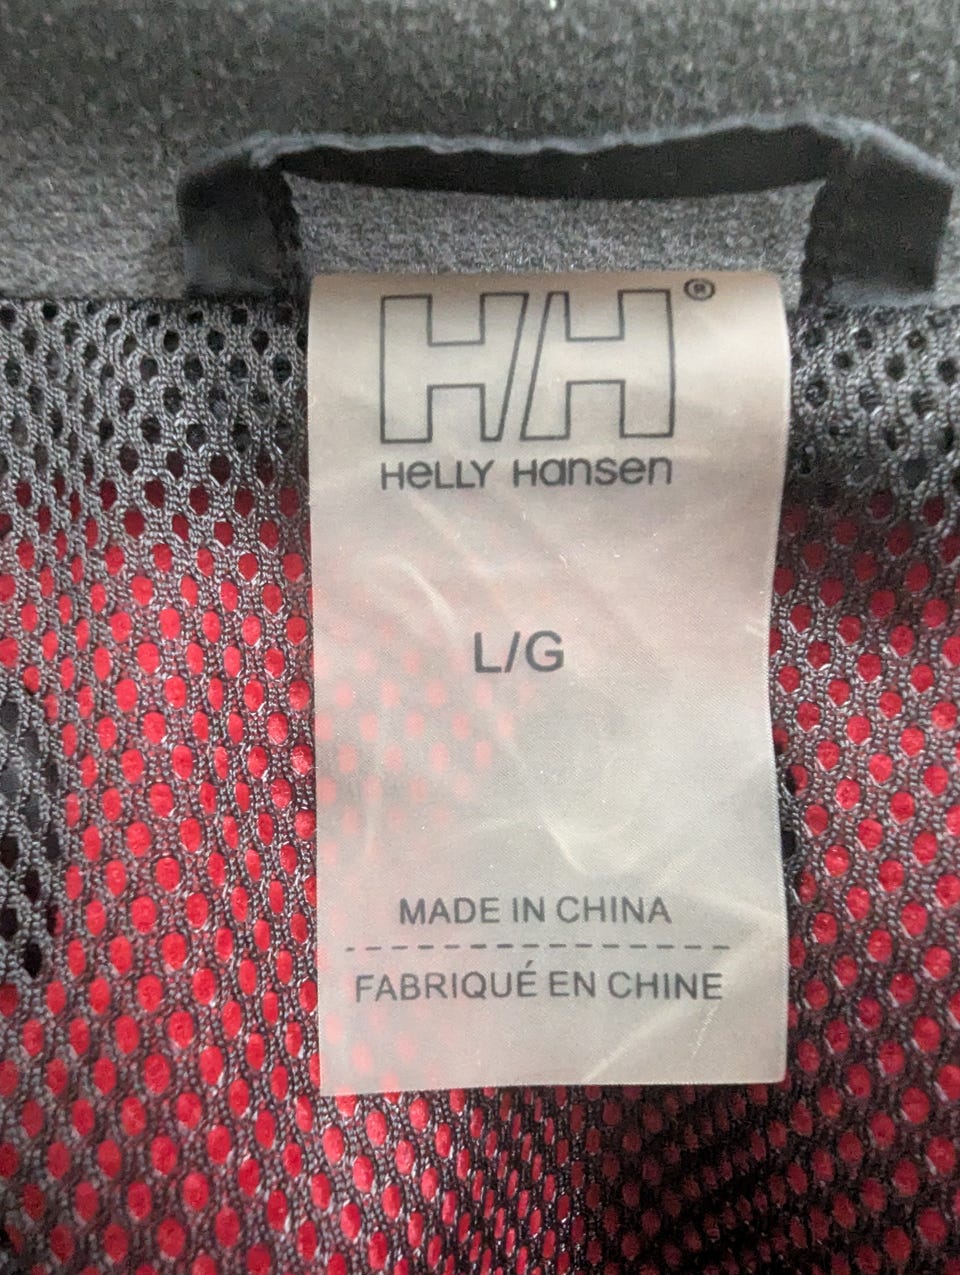 HH®
HELLY HANSEN
L/G
MADE IN CHINA
FABRIQUÉ EN CHINE